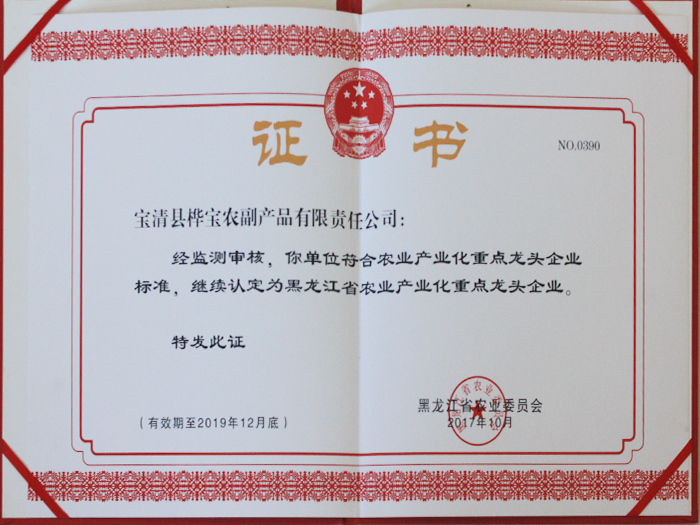 证书
NO.0390
宝清县桦宝农副产品有限责任公司：
经监测审核，你单位符合农业产业化重点龙头企业
标准，继续认定为黑龙江省农业产业化重点龙头企业。
特发此证
黑龙江省农业委员会
（有效期至2019年12月底）
2017年10月